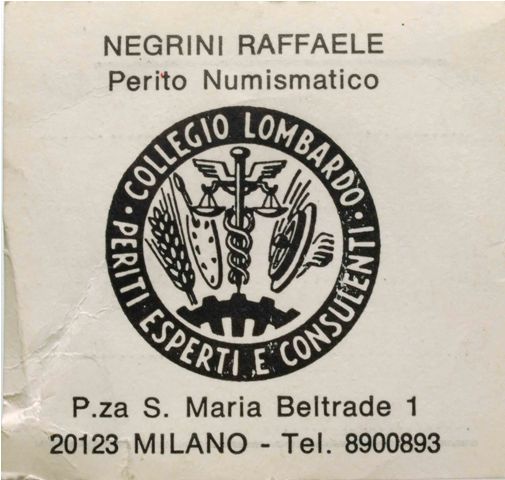 NEGRINI RAFFAELE
Perito Numismatico
COLLEGIO LOMBARDO
PERITI ESPERTI E CONSULENTI
P.za S. Maria Beltrade 1
20123 MILANO - Tel. 8900893